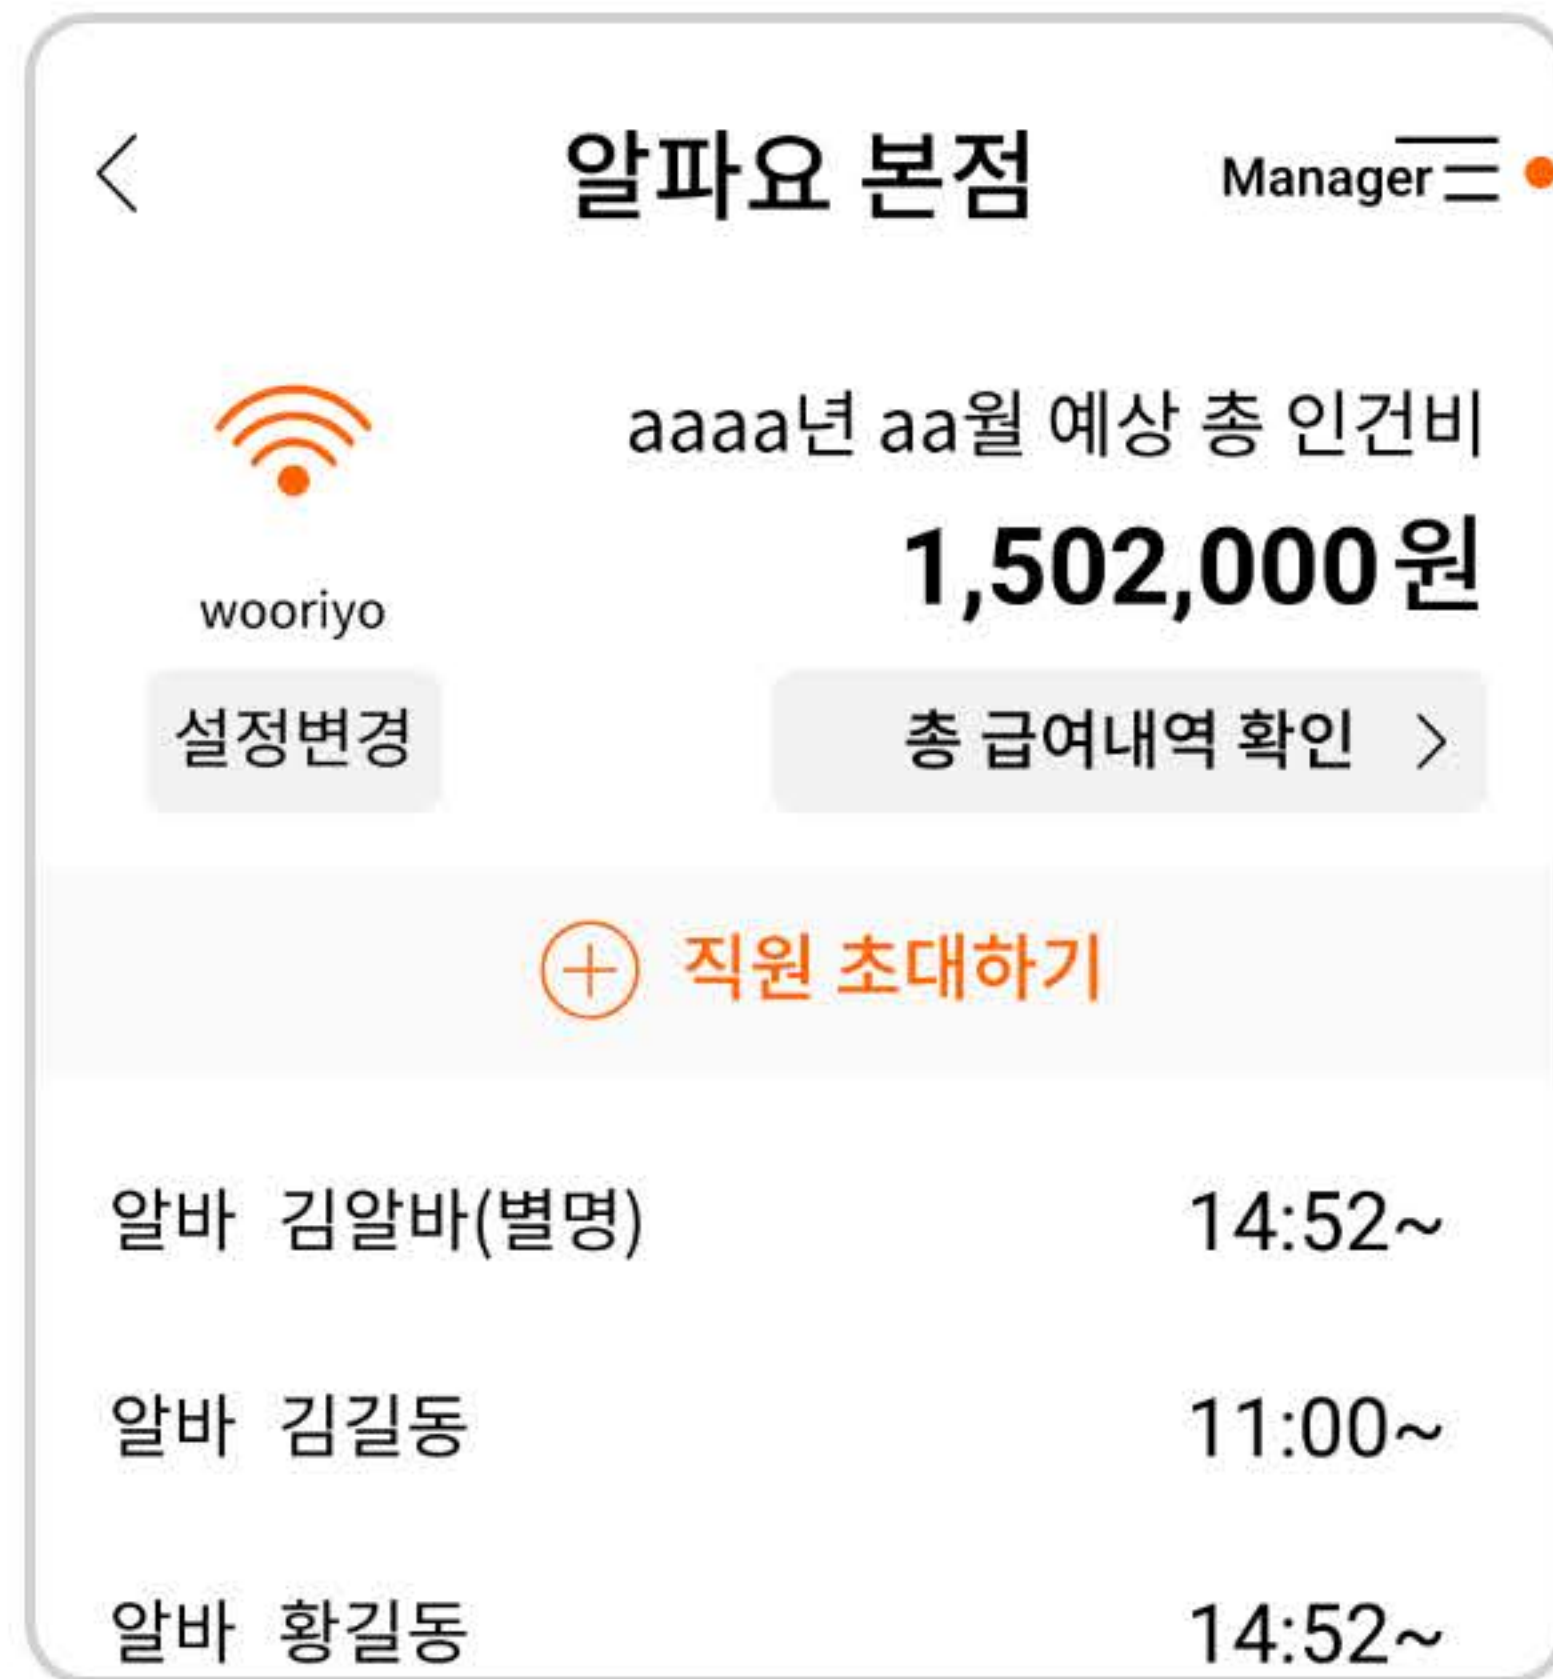 알파요 본점
Manager
aaaa년 aa월 예상 총 인건비
1,502,000원
wooriyo
설정변경
총 급여내역 확인
직원 초대하기
알바 김알바(별명) 14:52~
알바 김길동 11:00~
알바 황길동 14:52~